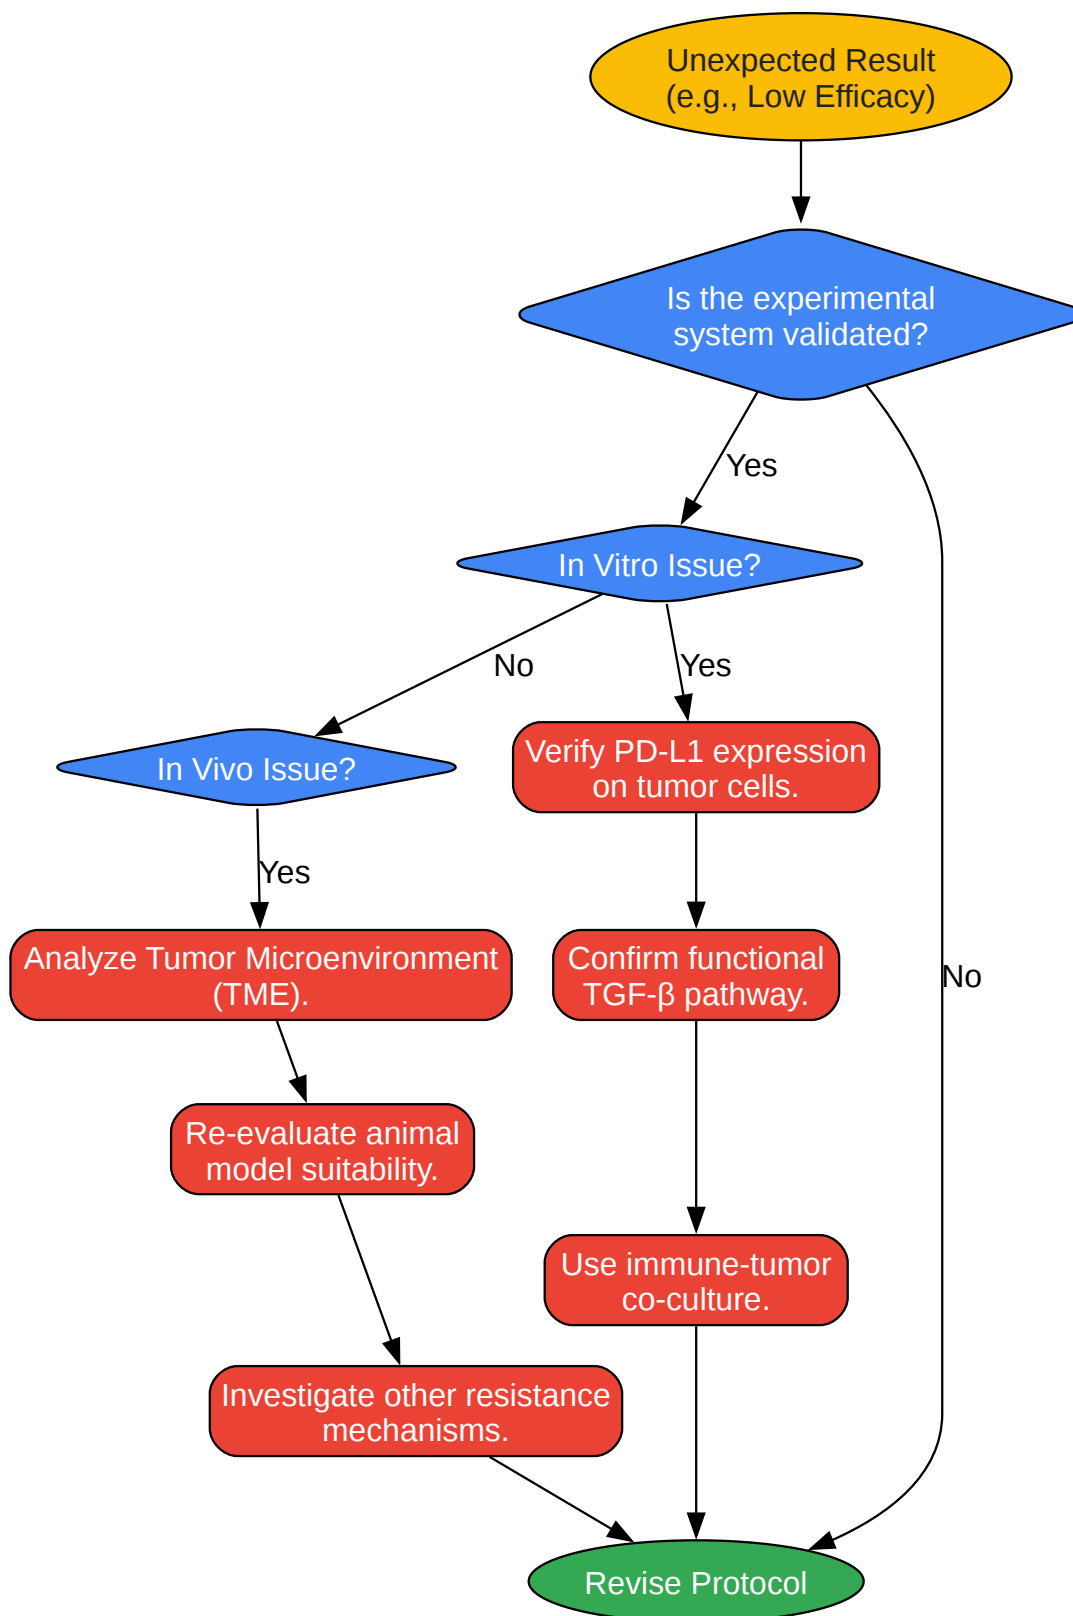 Unexpected Result
(e.g., Low Efficacy)
Is the experimental
system validated?
Yes
In Vitro Issue?
No
Yes
In Vivo Issue?
Verify PD-L1 expression
on tumor cells.
Yes
Analyze Tumor Microenvironment
(TME).
Confirm functional
TGF-β pathway.
No
Re-evaluate animal
model suitability.
Use immune-tumor
co-culture.
Investigate other resistance
mechanisms.
Revise Protocol